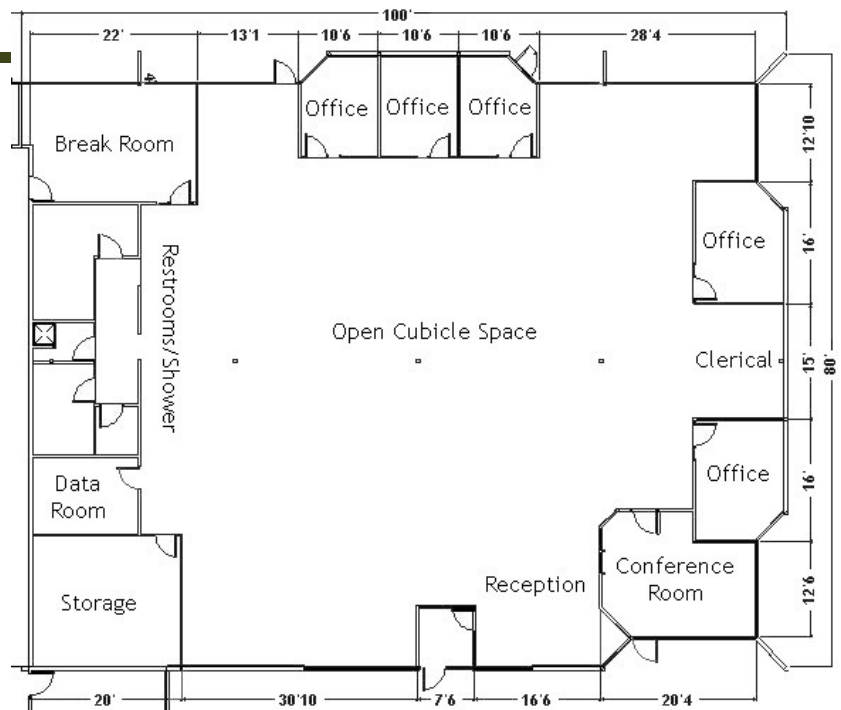 100'
22'
13'1
10'6
10'6
10'6
28'4
4'
Office
Office
Office
Break Room
12'10
Office
16'
Restrooms/Shower
Open Cubicle Space
Clerical
15'
80'
Data
Room
Office
16'
Storage
Reception
Conference
Room
12'6
20'
30'10
7'6
16'6
20'4